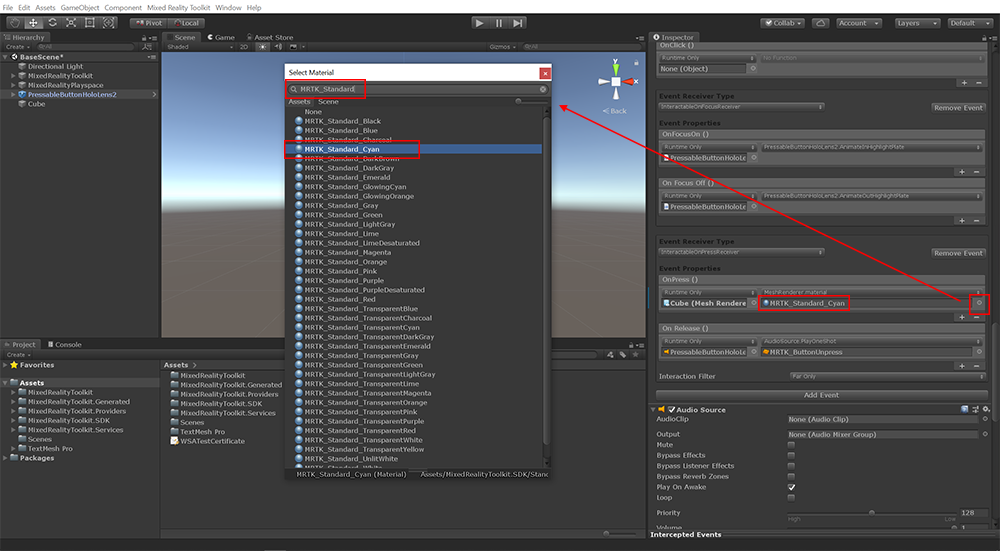 File Edit Assets GameObject Component Mixed Reality Toolkit Window Help
Pivot Local Collab Account Layers Default
Hierarchy
Create All
BaseScene*
Directional Light
MixedRealityToolkit
MixedRealityPlayspace
PressableButtonHoloLens2
Cube
Scene Game Asset Store
Shaded 2D Gizmos All
Back
Select Material
MRTK_Standard
Assets Scene
None
MRTK_Standard_Black
MRTK_Standard_Blue
MRTK_Standard_Charcoal
MRTK_Standard_Cyan
MRTK_Standard_DarkBrown
MRTK_Standard_DarkGray
MRTK_Standard_Emerald
MRTK_Standard_GlowingCyan
MRTK_Standard_GlowingOrange
MRTK_Standard_Gray
MRTK_Standard_Green
MRTK_Standard_LightGray
MRTK_Standard_Lime
MRTK_Standard_LimeDesaturated
MRTK_Standard_Magenta
MRTK_Standard_Orange
MRTK_Standard_Pink
MRTK_Standard_Purple
MRTK_Standard_PurpleDesaturated
MRTK_Standard_Red
MRTK_Standard_TransparentBlue
MRTK_Standard_TransparentCharcoal
MRTK_Standard_TransparentCyan
MRTK_Standard_TransparentDarkGray
MRTK_Standard_TransparentEmerald
MRTK_Standard_TransparentGray
MRTK_Standard_TransparentGreen
MRTK_Standard_TransparentLightGray
MRTK_Standard_TransparentLime
MRTK_Standard_TransparentMagenta
MRTK_Standard_TransparentOrange
MRTK_Standard_TransparentPink
MRTK_Standard_TransparentPurple
MRTK_Standard_TransparentRed
MRTK_Standard_TransparentWhite
MRTK_Standard_TransparentYellow
MRTK_Standard_UnlitWhite
MRTK_Standard_White
MRTK_Standard_Cyan (Material) Assets/MixedRealityToolkit.SDK/Stand
Project Console
Create
Favorites
Assets
MixedRealityToolkit
MixedRealityToolkit.Generated
MixedRealityToolkit.Providers
MixedRealityToolkit.SDK
MixedRealityToolkit.Services
Scenes
TextMesh Pro
Packages
Assets
MixedRealityToolkit
MixedRealityToolkit.Generated
MixedRealityToolkit.Providers
MixedRealityToolkit.SDK
MixedRealityToolkit.Services
Scenes
TextMesh Pro
WSATestCertificate
Inspector
OnClick ()
Runtime Only No Function
None (Object)
Event Receiver Type
InteractableOnFocusReceiver Remove Event
Event Properties
OnFocusOn ()
Runtime Only PressableButtonHoloLens2.AnimateInHighlightPlate
PressableButtonHoloLe
On Focus Off ()
Runtime Only PressableButtonHoloLens2.AnimateOutHighlightPlate
PressableButtonHoloLe
Event Receiver Type
InteractableOnPressReceiver Remove Event
Event Properties
OnPress ()
Runtime Only MeshRenderer.material
Cube (Mesh Rendere MRTK_Standard_Cyan
On Release ()
Runtime Only AudioSource.PlayOneShot
PressableButtonHoloLe MRTK_ButtonUnpress
Interaction Filter Far Only
Add Event
Audio Source
AudioClip None (Audio Clip)
Output None (Audio Mixer Group)
Mute
Bypass Effects
Bypass Listener Effects
Bypass Reverb Zones
Play On Awake
Loop
Priority 128
High Low
Volume 1
Intercepted Events